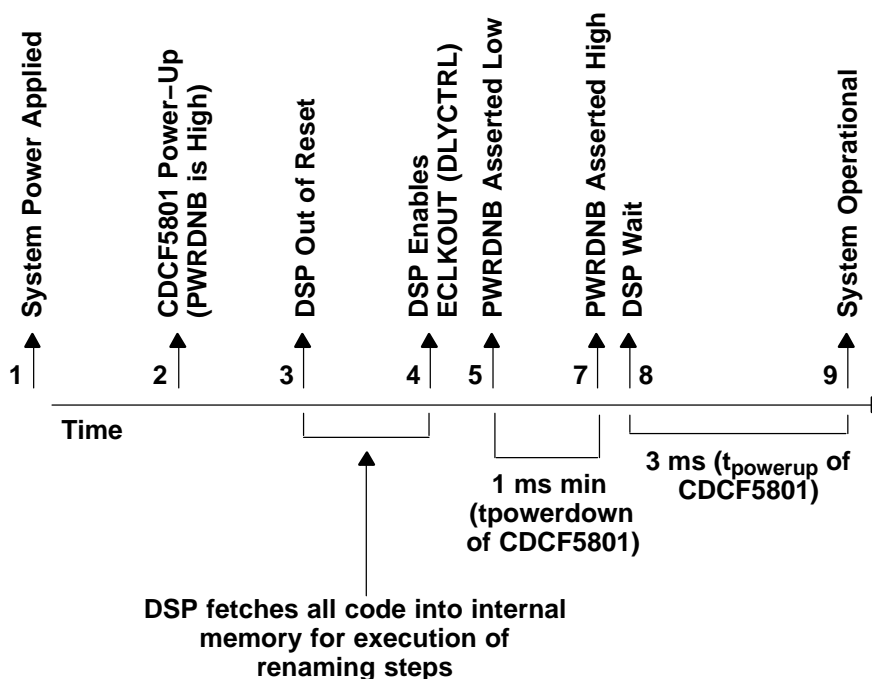 System Power Applied
CDCF5801 Power–Up
(PWRDNB is High)
DSP Out of Reset
DSP Enables
ECLKOUT (DLYCTRL)
PWRDNB Asserted Low
PWRDNB Asserted High
DSP Wait
System Operational
1
2
3
4
5
7
8
9
Time
1 ms min
(tpowerdown
of CDCF5801)
3 ms (tpowerup of
CDCF5801)
DSP fetches all code into internal
memory for execution of
renaming steps